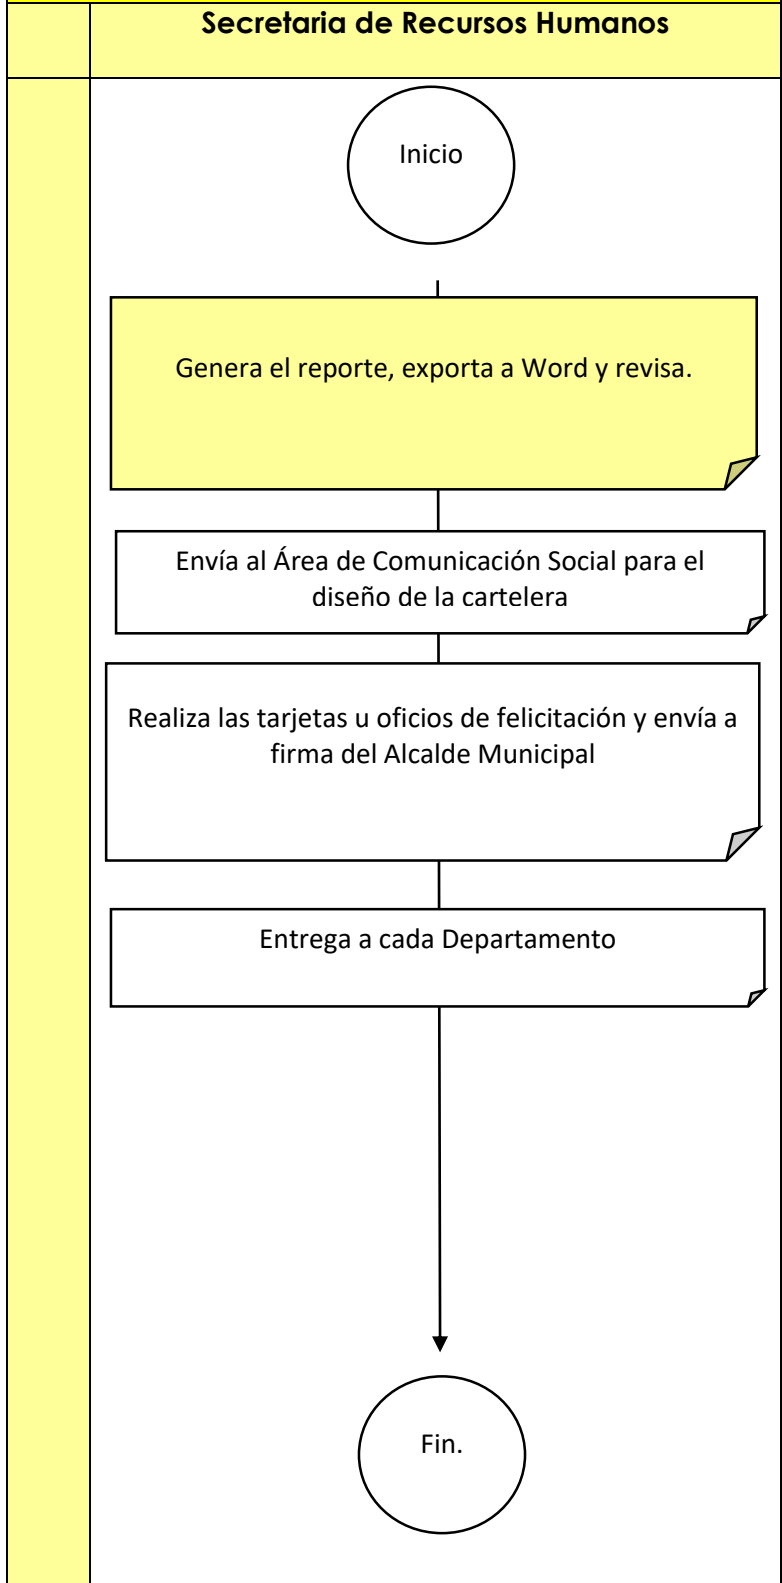 Secretaria de Recursos Humanos
Inicio
Genera el reporte, exporta a Word y revisa.
Envía al Área de Comunicación Social para el
diseño de la cartelera
Realiza las tarjetas u oficios de felicitación y envía a
firma del Alcalde Municipal
Entrega a cada Departamento
Fin.